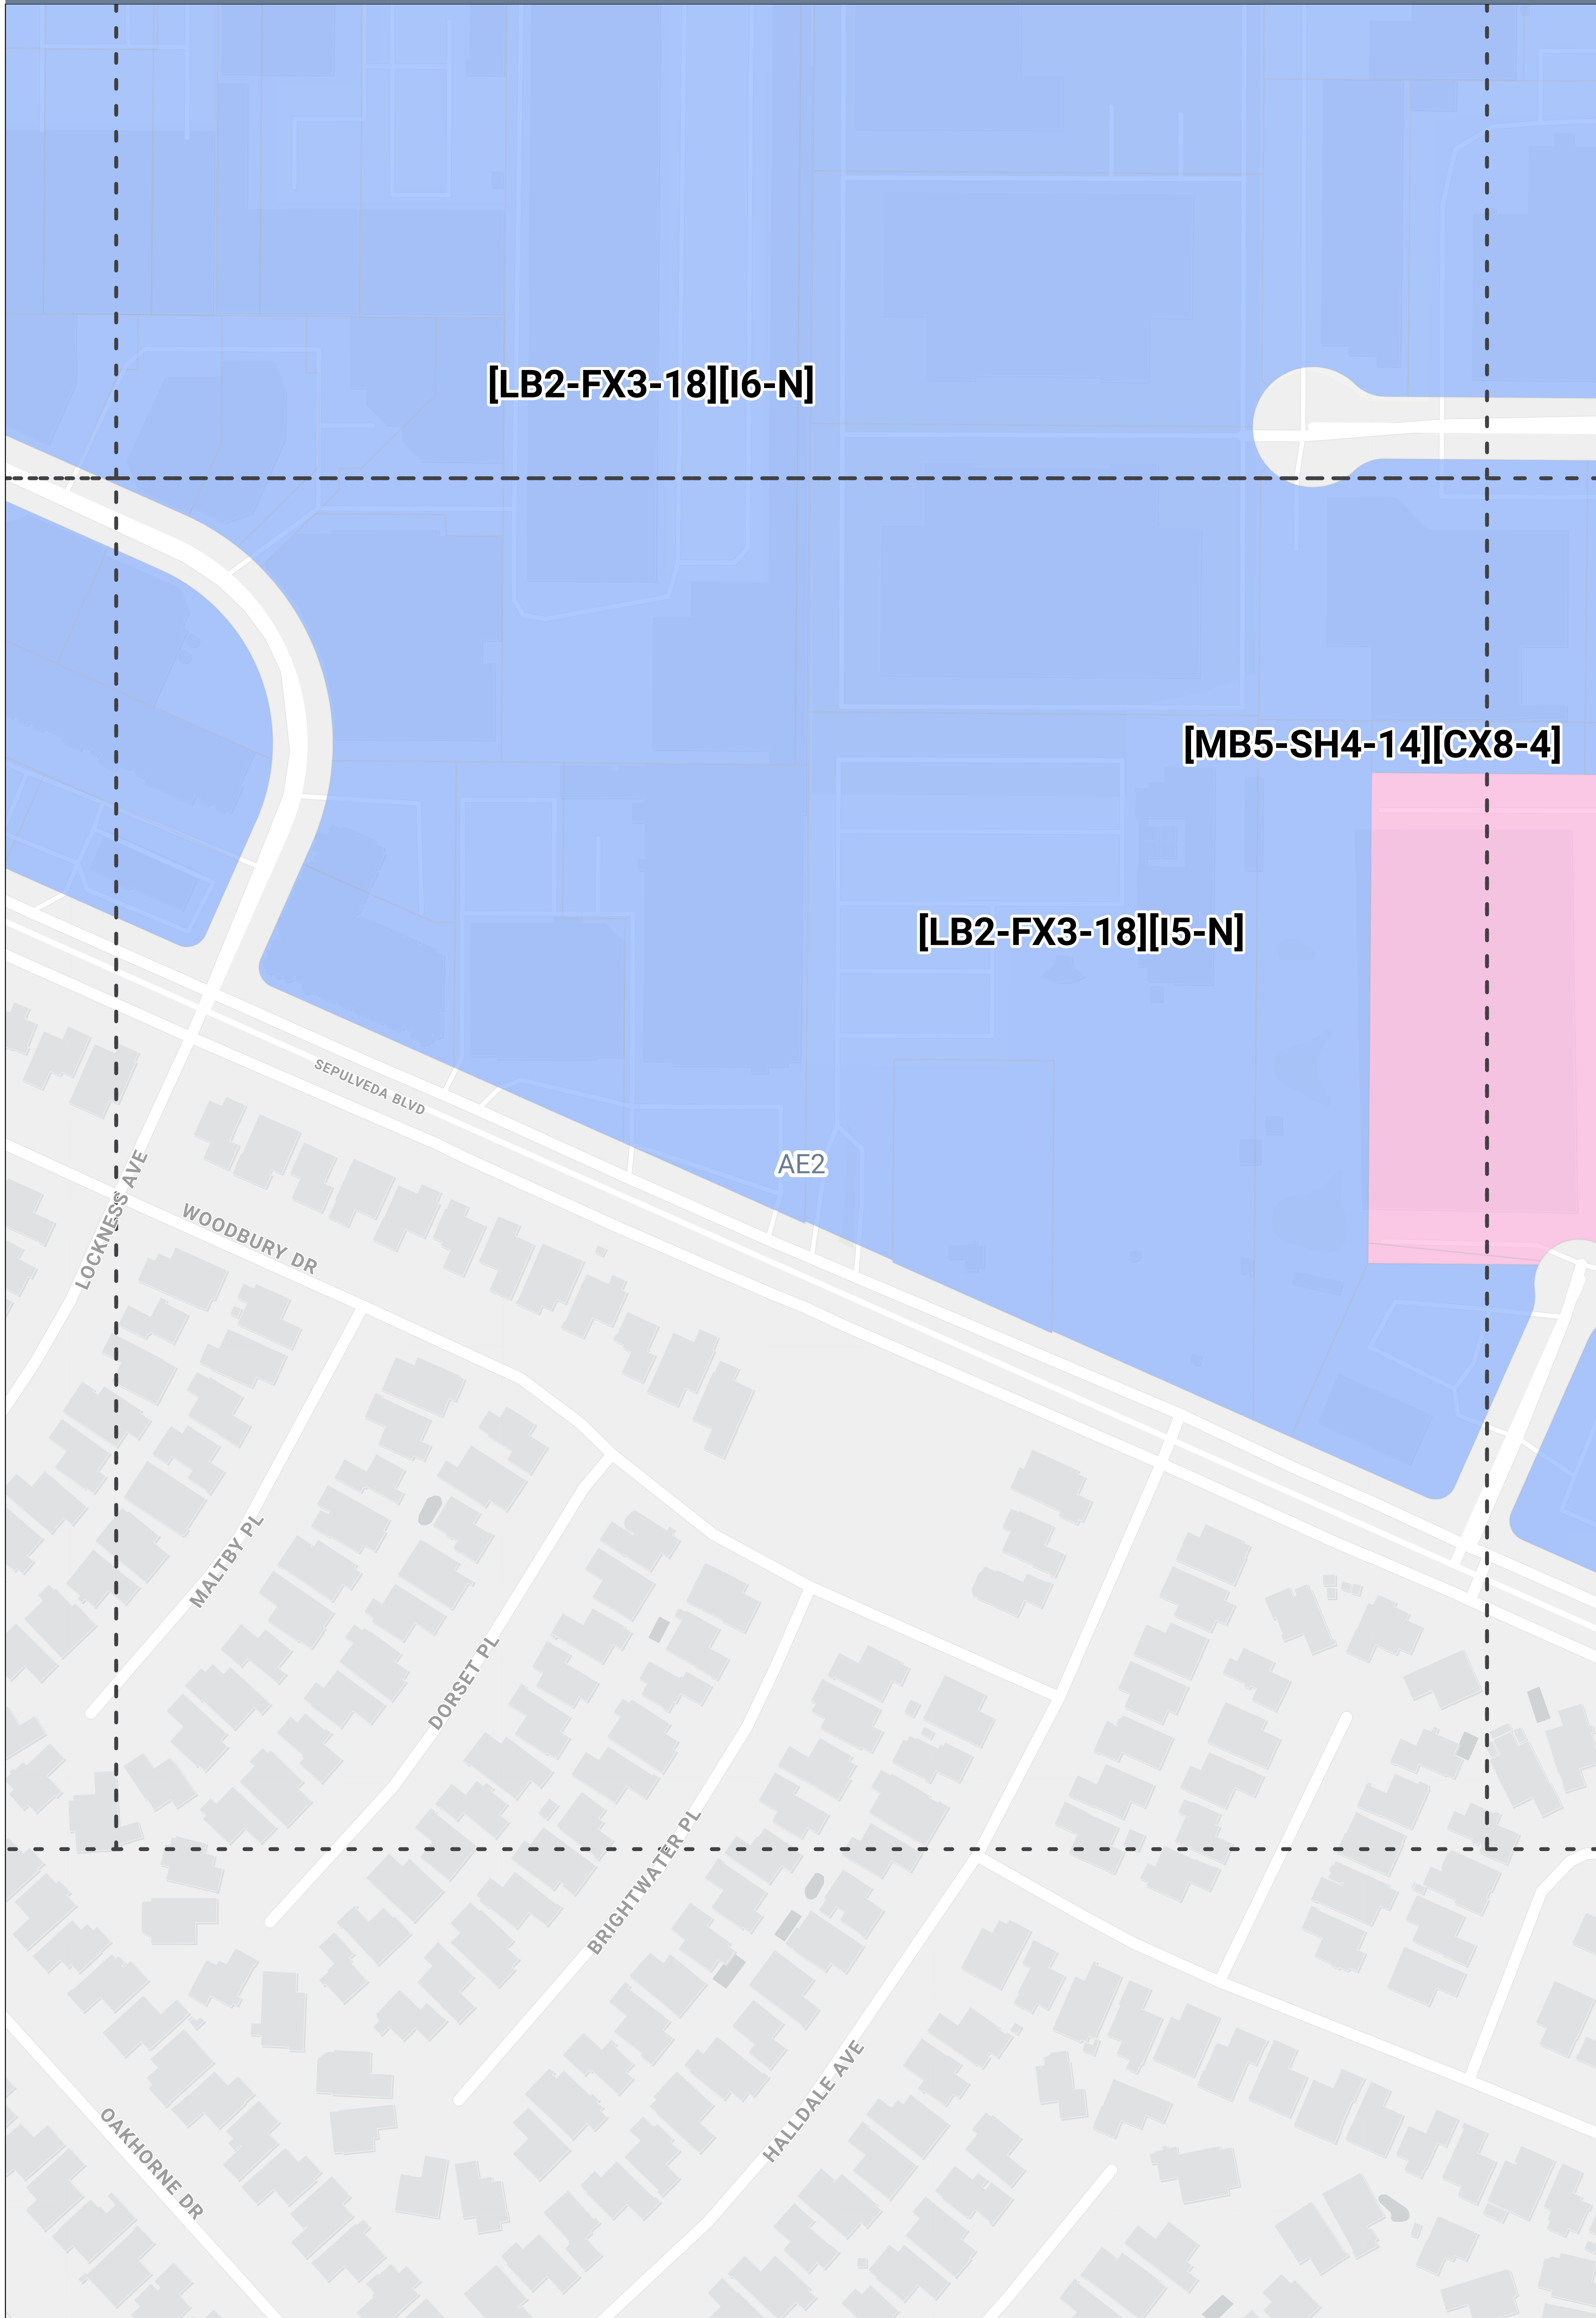 [LB2-FX3-18][I6-N]
[MB5-SH4-14][CX8-4]
[LB2-FX3-18][I5-N]
SEPULVEDA BLVD
AE2
LOCKNESS AVE
WOODBURY DR
MALTBY PL
DORSET PL
BRIGHTWATER PL
HALLDALE AVE
OAKHORNE DR